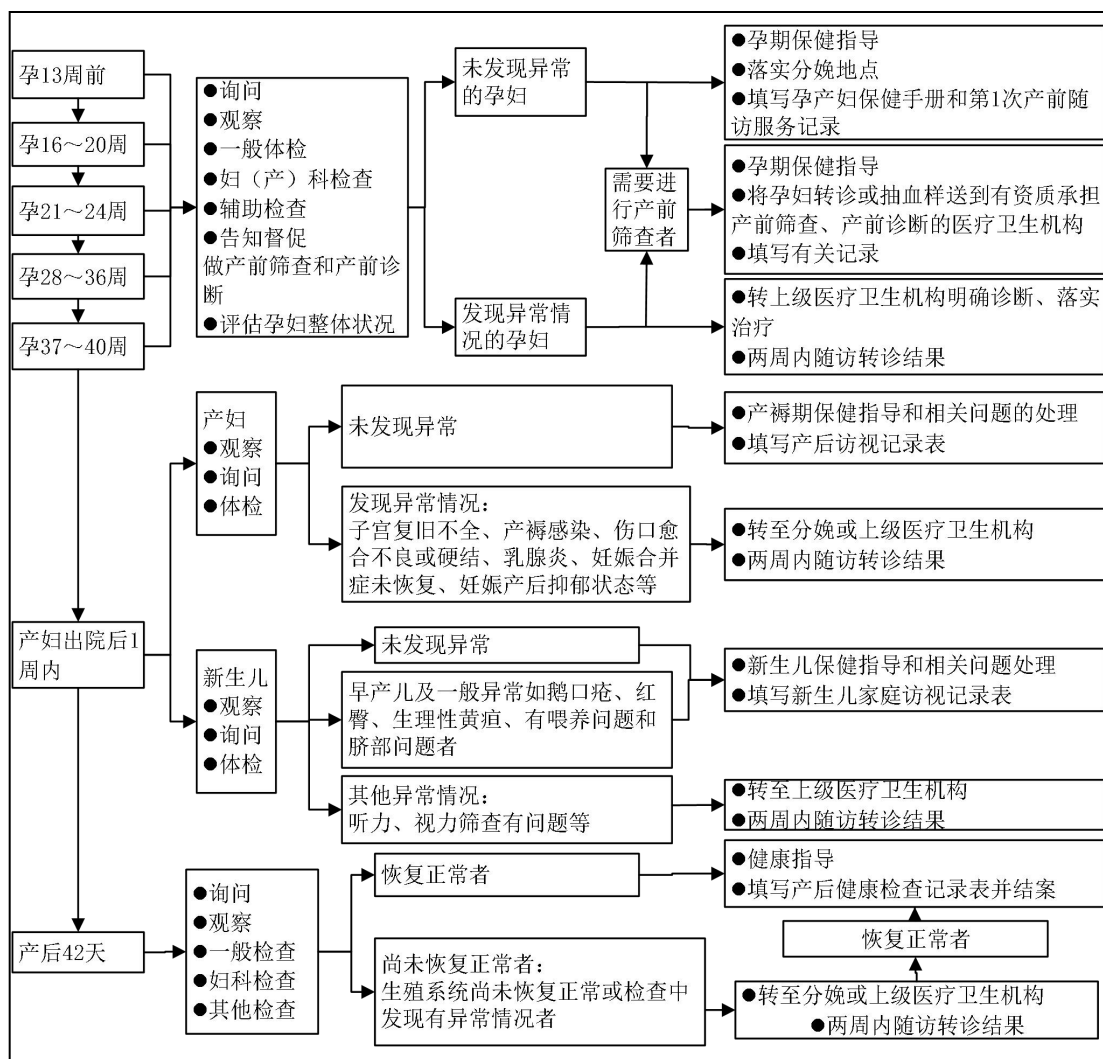 孕13周前
孕16～20周
孕21～24周
孕28～36周
孕37～40周
●询问
●观察
●一般体检
●妇（产）科检查
●辅助检查
●告知督促
做产前筛查和产前诊
断
●评估孕妇整体状况
未发现异常
的孕妇
需要进
行产前
筛查者
发现异常情
况的孕妇
●孕期保健指导
●落实分娩地点
●填写孕产妇保健手册和第1次产前随
访服务记录
●孕期保健指导
●将孕妇转诊或抽血样送到有资质承担
产前筛查、产前诊断的医疗卫生机构
●填写有关记录
●转上级医疗卫生机构明确诊断、落实
治疗
●两周内随访转诊结果
产妇出院后1
周内
产妇
●观察
●询问
●体检
未发现异常
●产褥期保健指导和相关问题的处理
●填写产后访视记录表
发现异常情况：
子宫复旧不全、产褥感染、伤口愈
合不良或硬结、乳腺炎、妊娠合并
症未恢复、妊娠产后抑郁状态等
●转至分娩或上级医疗卫生机构
●两周内随访转诊结果
新生儿
●观察
●询问
●体检
未发现异常
早产儿及一般异常如鹅口疮、红
臀、生理性黄疸、有喂养问题和
脐部问题者
●新生儿保健指导和相关问题处理
●填写新生儿家庭访视记录表
其他异常情况：
听力、视力筛查有问题等
●转至上级医疗卫生机构
●两周内随访转诊结果
产后42天
●询问
●观察
●一般检查
●妇科检查
●其他检查
恢复正常者
●健康指导
●填写产后健康检查记录表并结案
恢复正常者
尚未恢复正常者：
生殖系统尚未恢复正常或检查中
发现有异常情况者
●转至分娩或上级医疗卫生机构
●两周内随访转诊结果